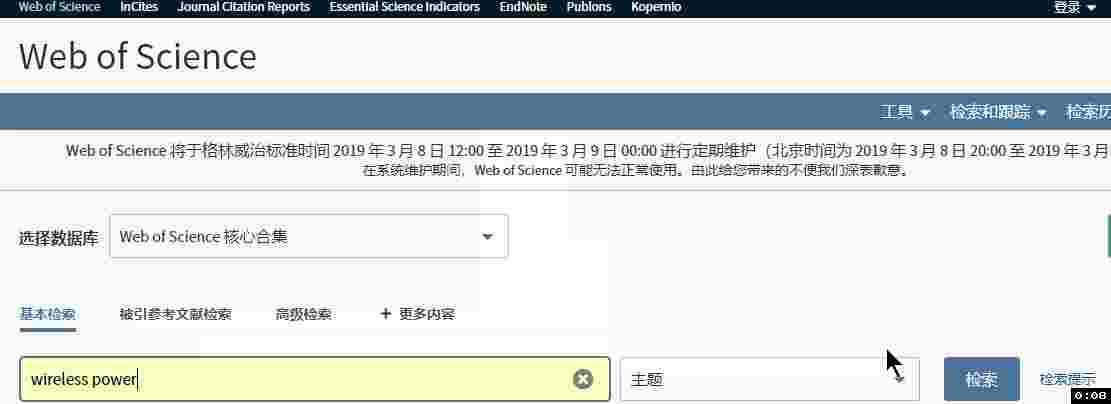 Web of Science InCites Journal Citation Reports Essential Science Indicators EndNote Publons Kopernio 登录
Web of Science
工具 检索和跟踪 检索历
Web of Science 将于格林威治标准时间 2019 年 3 月 8 日 12:00 至 2019 年 3 月 9 日 00:00 进行定期维护（北京时间为 2019 年 3 月 8 日 20:00 至 2019 年 3 月
在系统维护期间，Web of Science 可能无法正常使用。由此给您带来的不便我们深表歉意。
选择数据库 Web of Science 核心合集
基本检索 被引参考文献检索 高级检索 + 更多内容
wireless power 主题 检索 检索提示
0:08